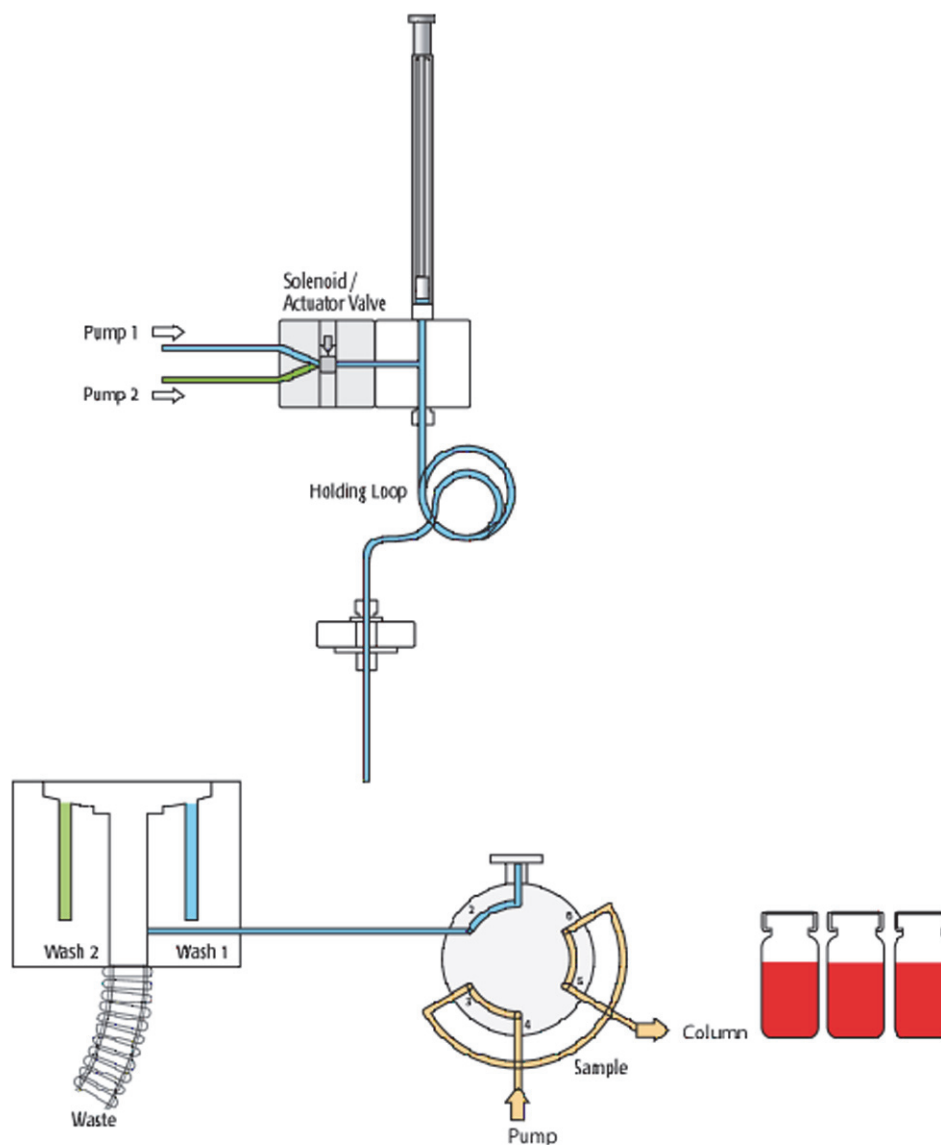 Solenoid /
Actuator Valve
Pump 1
Pump 2
Holding Loop
2
6
Wash 2
Wash 1
3
5
4
Column
Sample
Waste
Pump